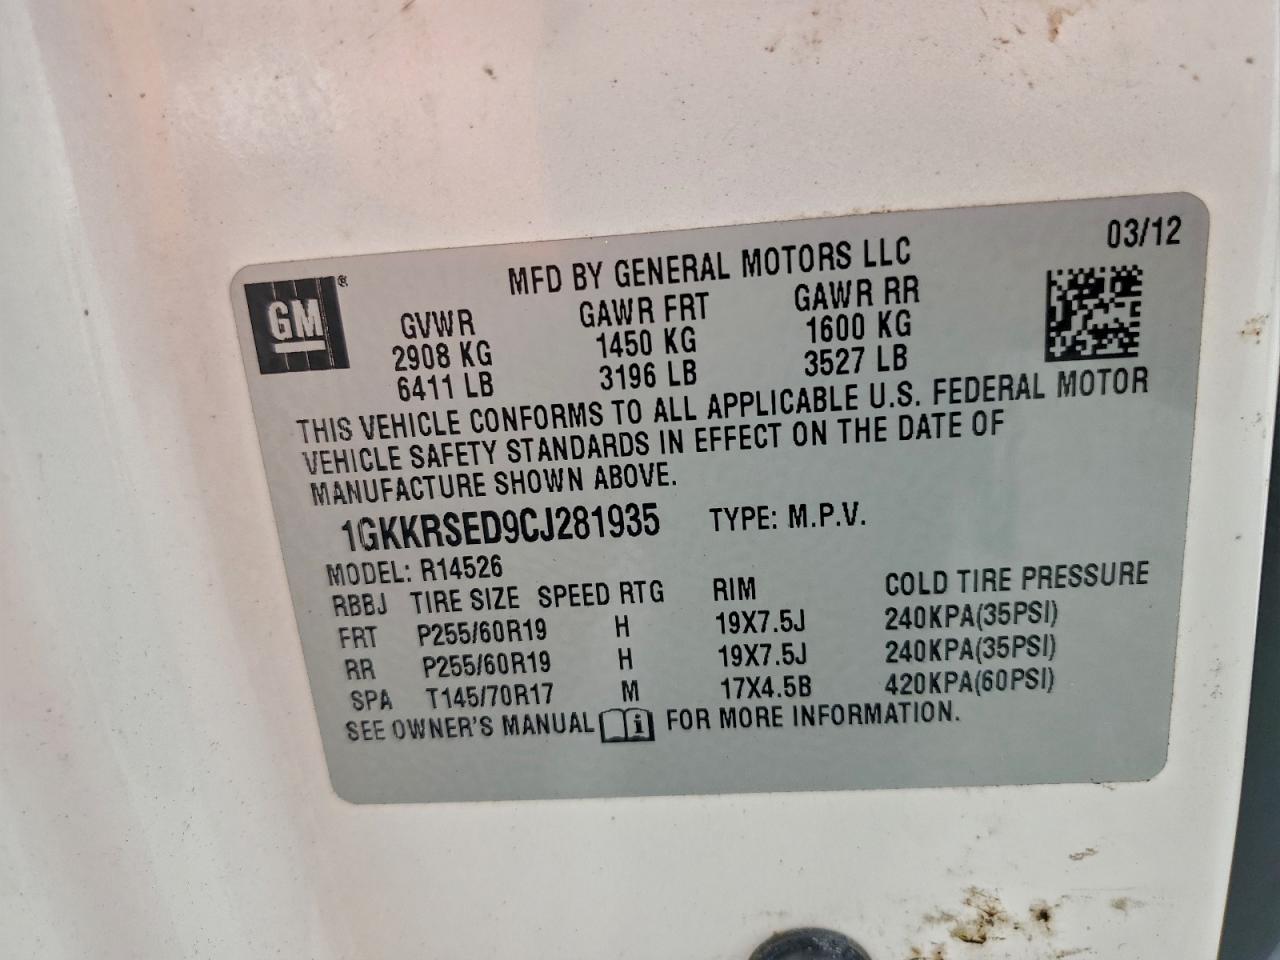 03/12
MFD BY GENERAL MOTORS LLC
GM®
GVWR GAWR FRT GAWR RR
2908 KG 1450 KG 1600 KG
6411 LB 3196 LB 3527 LB
THIS VEHICLE CONFORMS TO ALL APPLICABLE U.S. FEDERAL MOTOR
VEHICLE SAFETY STANDARDS IN EFFECT ON THE DATE OF
MANUFACTURE SHOWN ABOVE.
1GKKRSED9CJ281935 TYPE: M.P.V.
MODEL: R14526
RBBJ TIRE SIZE SPEED RTG RIM COLD TIRE PRESSURE
FRT P255/60R19 H 19X7.5J 240KPA(35PSI)
RR P255/60R19 H 19X7.5J 240KPA(35PSI)
SPA T145/70R17 M 17X4.5B 420KPA(60PSI)
SEE OWNER'S MANUAL i FOR MORE INFORMATION.